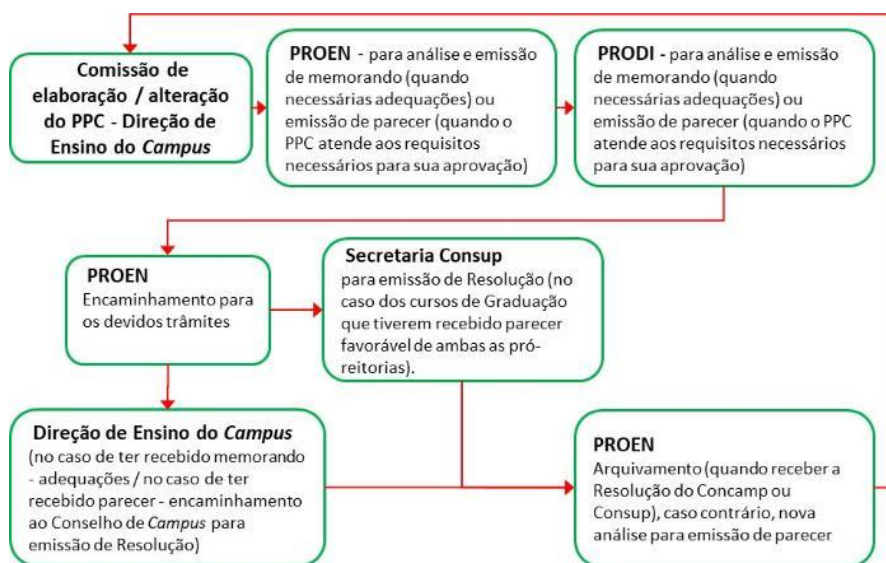 Comissão de
elaboração / alteração
do PPC - Direção de
Ensino do Campus
PROEN - para análise e emissão
de memorando (quando
necessárias adequações) ou
emissão de parecer (quando o
PPC atende aos requisitos
necessários para sua aprovação)
PRODI - para análise e emissão
de memorando (quando
necessárias adequações) ou
emissão de parecer (quando o PPC
atende aos requisitos necessários
para sua aprovação)
PROEN
Encaminhamento para
os devidos trâmites
Secretaria Consup
para emissão de Resolução (no
caso dos cursos de Graduação
que tiverem recebido parecer
favorável de ambas as pró-
reitorias).
Direção de Ensino do Campus
(no caso de ter recebido memorando
- adequações / no caso de ter
recebido parecer - encaminhamento
ao Conselho de Campus para
emissão de Resolução)
PROEN
Arquivamento (quando receber a
Resolução do Concamp ou
Consup), caso contrário, nova
análise para emissão de parecer